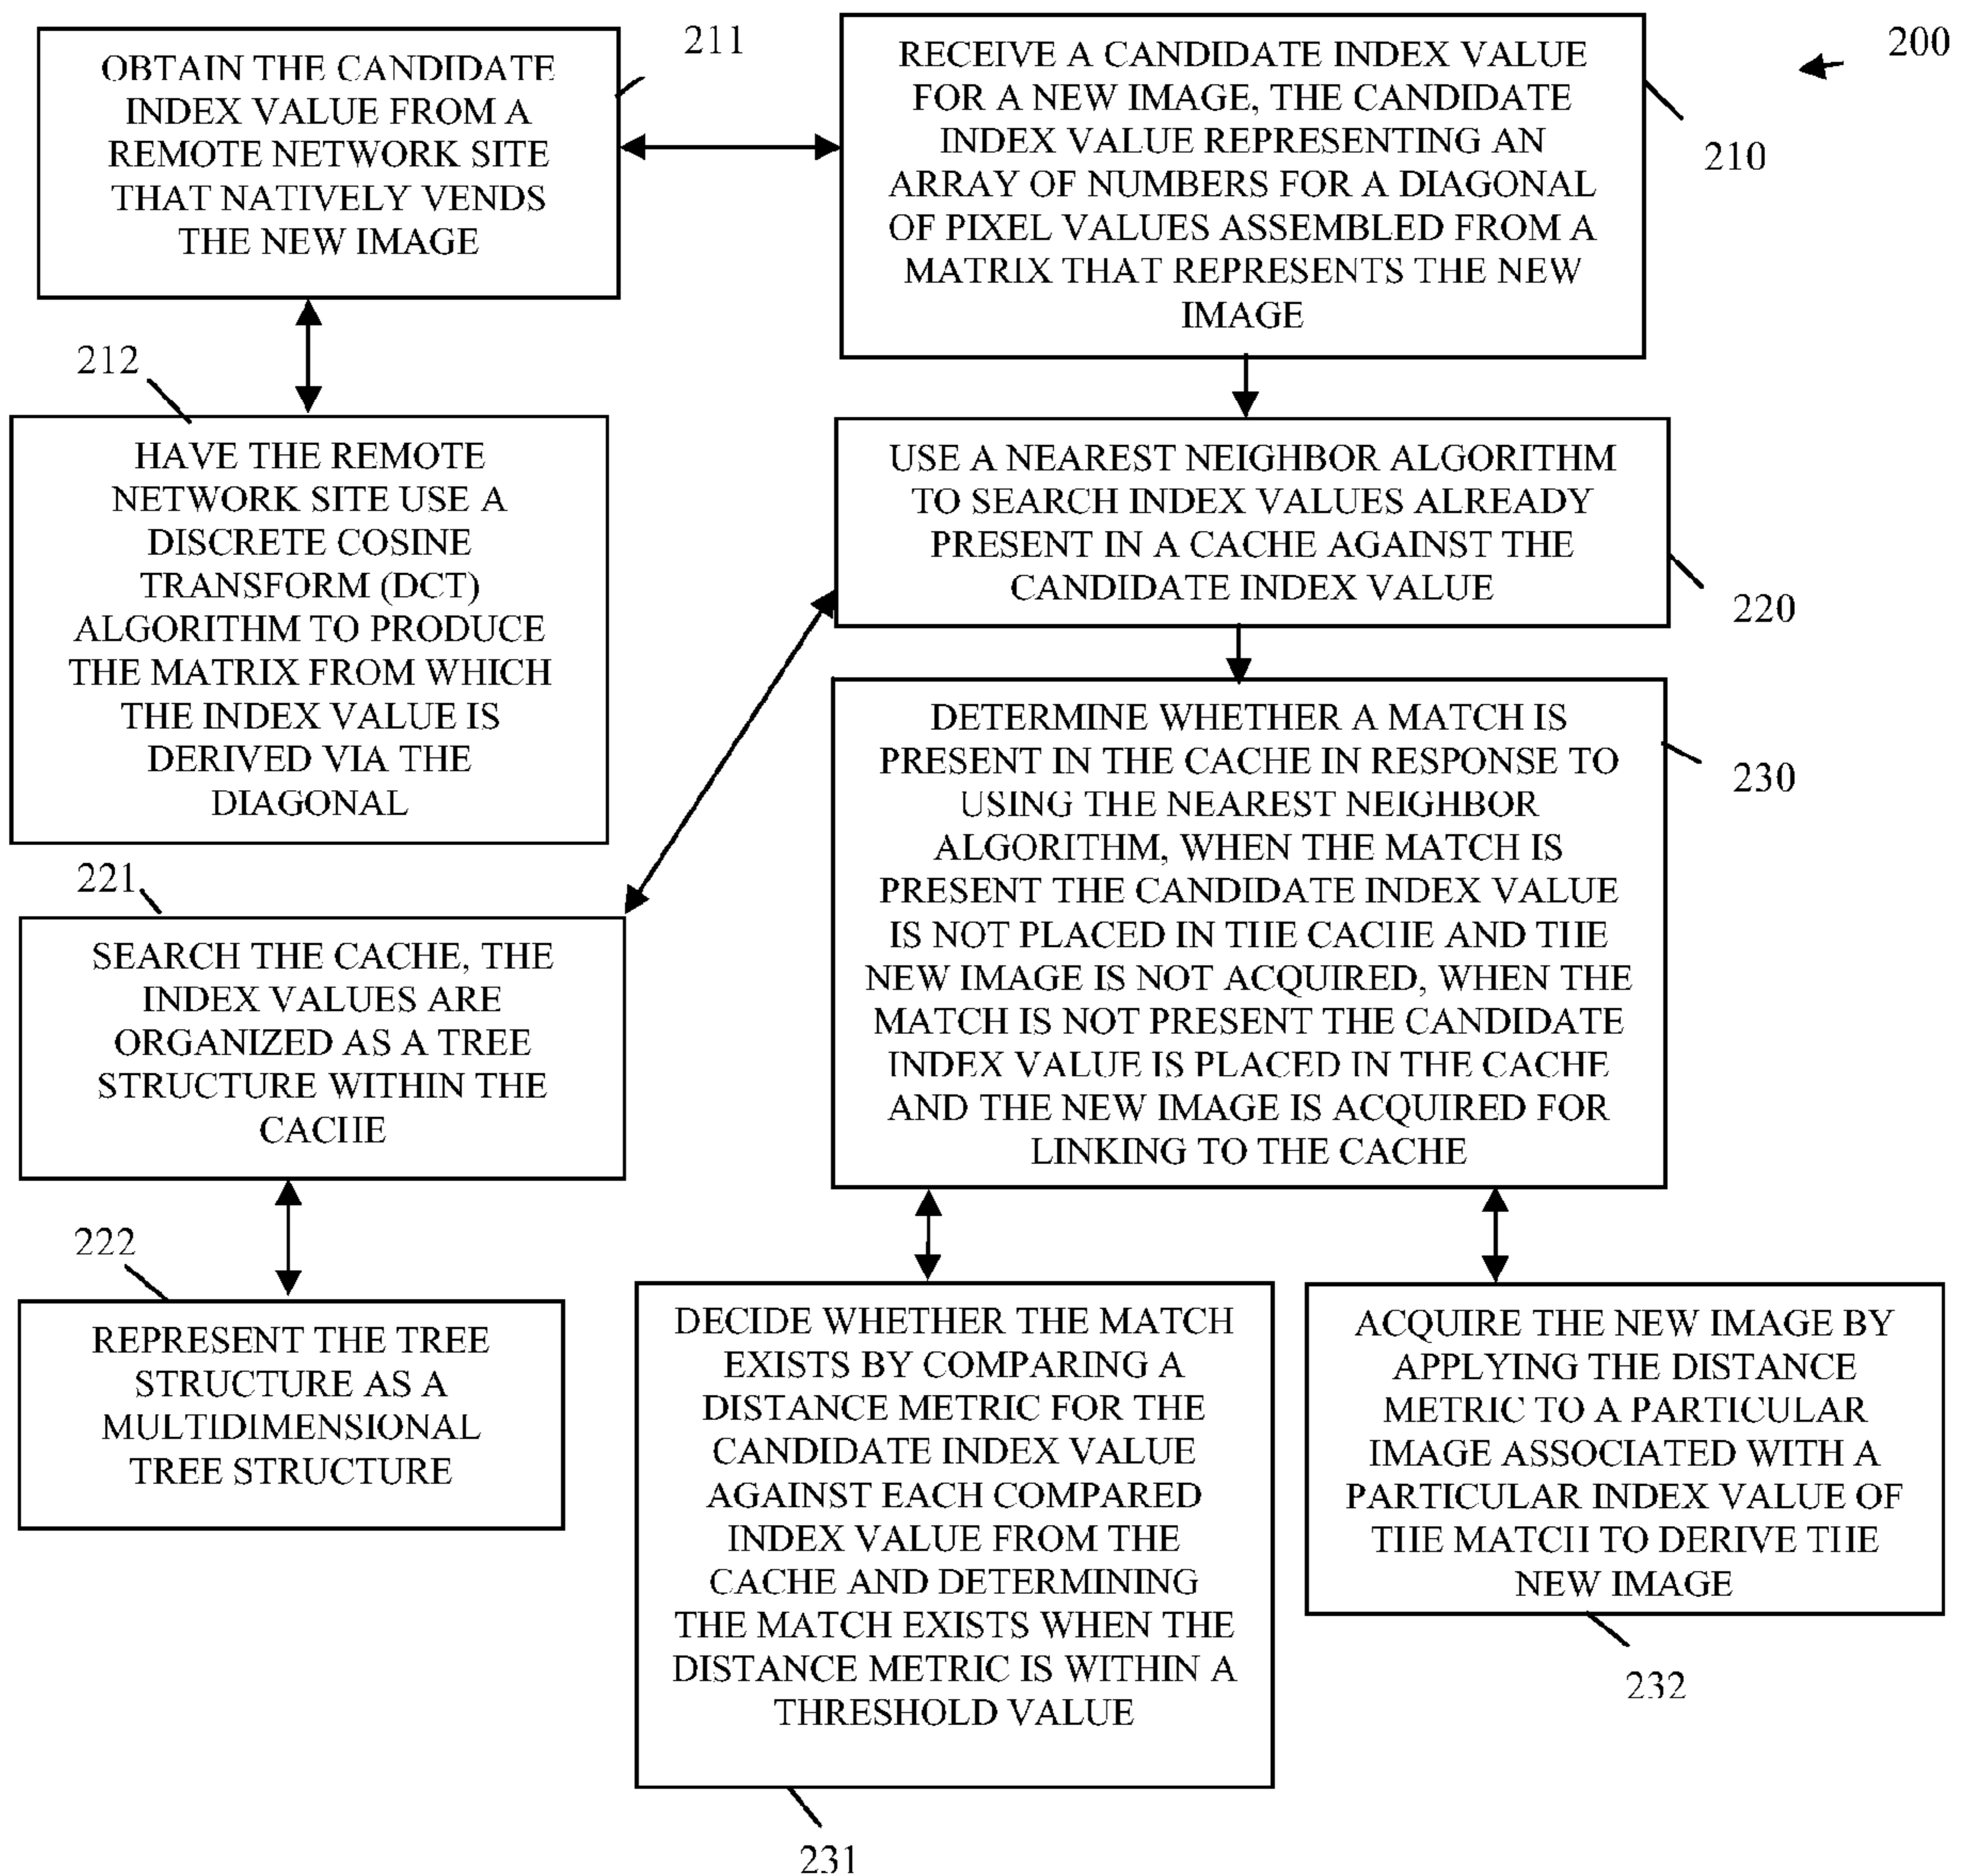 200
211
OBTAIN THE CANDIDATE
INDEX VALUE FROM A
REMOTE NETWORK SITE
THAT NATIVELY VENDS
THE NEW IMAGE
210
RECEIVE A CANDIDATE INDEX VALUE
FOR A NEW IMAGE, THE CANDIDATE
INDEX VALUE REPRESENTING AN
ARRAY OF NUMBERS FOR A DIAGONAL
OF PIXEL VALUES ASSEMBLED FROM A
MATRIX THAT REPRESENTS THE NEW
IMAGE
212
HAVE THE REMOTE
NETWORK SITE USE A
DISCRETE COSINE
TRANSFORM (DCT)
ALGORITHM TO PRODUCE
THE MATRIX FROM WHICH
THE INDEX VALUE IS
DERIVED VIA THE
DIAGONAL
USE A NEAREST NEIGHBOR ALGORITHM
TO SEARCH INDEX VALUES ALREADY
PRESENT IN A CACHE AGAINST THE
CANDIDATE INDEX VALUE
220
DETERMINE WHETHER A MATCH IS
PRESENT IN THE CACHE IN RESPONSE TO
USING THE NEAREST NEIGHBOR
ALGORITHM, WHEN THE MATCH IS
PRESENT THE CANDIDATE INDEX VALUE
IS NOT PLACED IN THE CACHE AND THE
NEW IMAGE IS NOT ACQUIRED, WHEN THE
MATCH IS NOT PRESENT THE CANDIDATE
INDEX VALUE IS PLACED IN THE CACHE
AND THE NEW IMAGE IS ACQUIRED FOR
LINKING TO THE CACHE
230
221
SEARCH THE CACHE, THE
INDEX VALUES ARE
ORGANIZED AS A TREE
STRUCTURE WITHIN THE
CACHE
222
REPRESENT THE TREE
STRUCTURE AS A
MULTIDIMENSIONAL
TREE STRUCTURE
DECIDE WHETHER THE MATCH
EXISTS BY COMPARING A
DISTANCE METRIC FOR THE
CANDIDATE INDEX VALUE
AGAINST EACH COMPARED
INDEX VALUE FROM THE
CACHE AND DETERMINING
THE MATCH EXISTS WHEN THE
DISTANCE METRIC IS WITHIN A
THRESHOLD VALUE
231
ACQUIRE THE NEW IMAGE BY
APPLYING THE DISTANCE
METRIC TO A PARTICULAR
IMAGE ASSOCIATED WITH A
PARTICULAR INDEX VALUE OF
THE MATCH TO DERIVE THE
NEW IMAGE
232